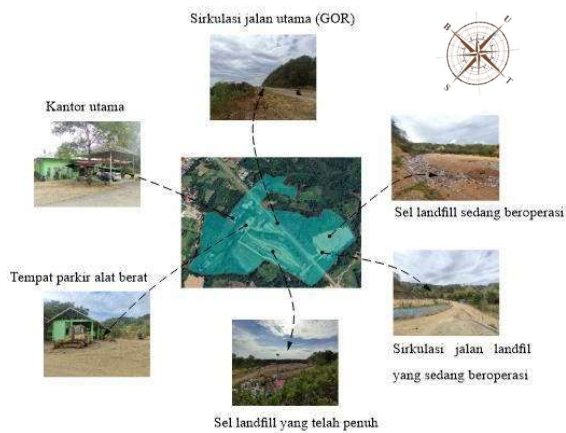 Sirkulasi jalan utama (GOR)
B U
S T
Kantor utama
Sel landfill sedang beroperasi
Tempat parkir alat berat
Sirkulasi jalan landfil
yang sedang beroperasi
Sel landfill yang telah penuh